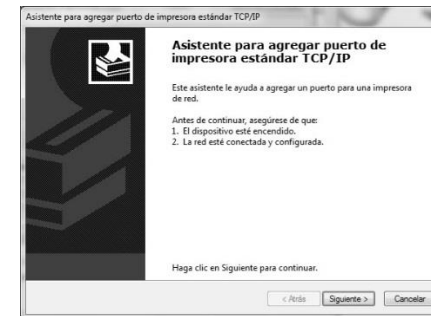 Asistente para agregar puerto de impresora estándar TCP/IP
Asistente para agregar puerto de
impresora estándar TCP/IP
Este asistente le ayuda a agregar un puerto para una impresora
de red.
Antes de continuar, asegúrese de que:
1. El dispositivo esté encendido.
2. La red esté conectada y configurada.
Haga clic en Siguiente para continuar.
< Atrás
Siguiente >
Cancelar